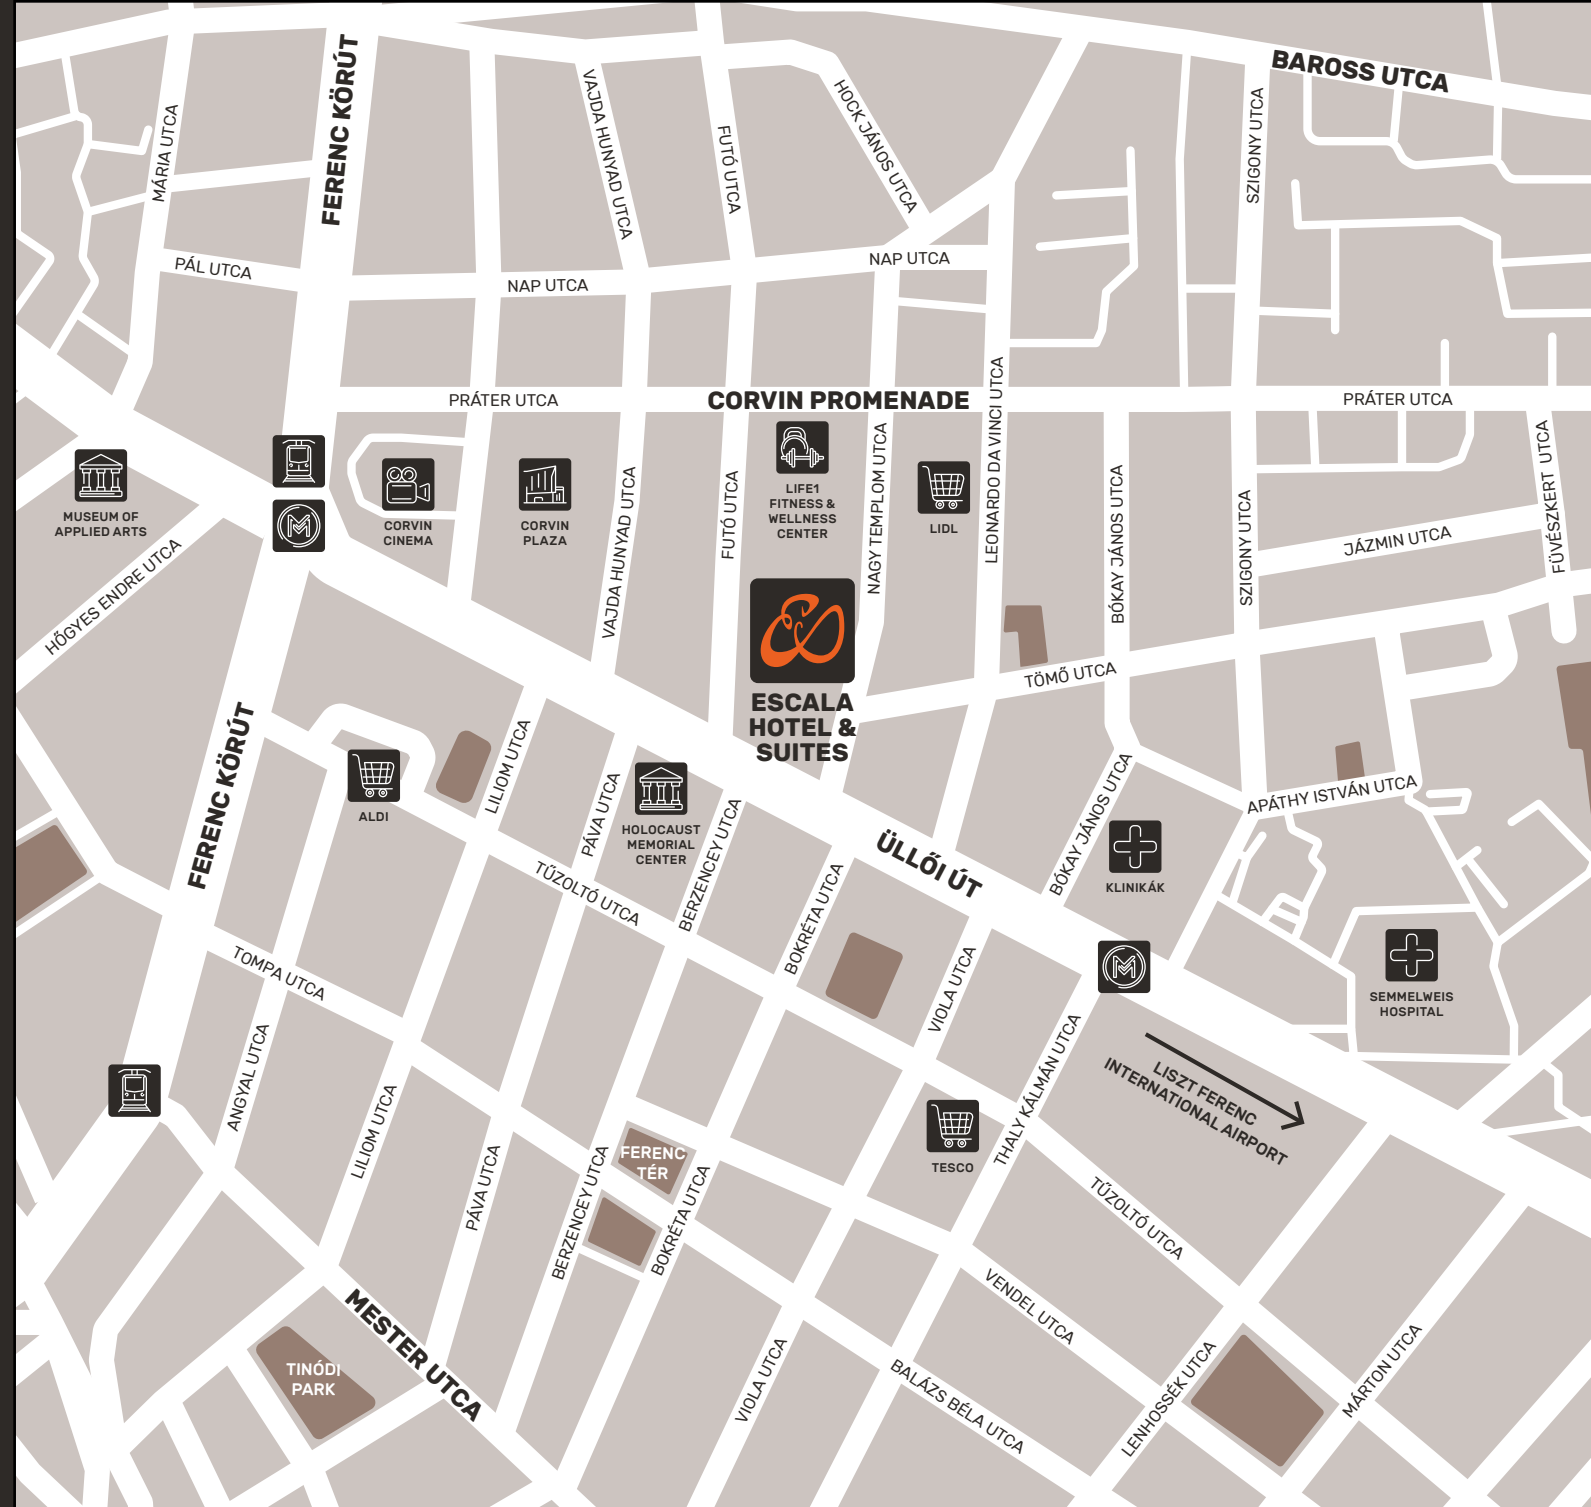 BAROSS UTCA
FERENC KÖRÚT
MÁRIA UTCA
VAJDA HUNYAD UTCA
FUTÓ UTCA
HOCK JÁNOS UTCA
SZIGONY UTCA
PÁL UTCA
NAP UTCA
NAP UTCA
PRÁTER UTCA
CORVIN PROMENADE
LEONARDO DA VINCI UTCA
PRÁTER UTCA
MUSEUM OF
APPLIED ARTS
CORVIN
CINEMA
CORVIN
PLAZA
VAJDA HUNYAD UTCA
FUTÓ UTCA
LIFE1
FITNESS &
WELLNESS
CENTER
NAGY TEMPLOM UTCA
LIDL
BÓKAY JÁNOS UTCA
SZIGONY UTCA
JÁZMIN UTCA
FÜVÉSZKERT UTCA
HŐGYES ENDRE UTCA
ESCALA
HOTEL &
SUITES
TÖMŐ UTCA
FERENC KÖRÚT
ALDI
LILIOM UTCA
PÁVA UTCA
HOLOCAUST
MEMORIAL
CENTER
BERZENCEY UTCA
ÜLLŐI ÚT
BÓKAY JÁNOS UTCA
APÁTHY ISTVÁN UTCA
KLINIKÁK
TŰZOLTÓ UTCA
BOKRÉTA UTCA
VIOLA UTCA
SEMMELWEIS
HOSPITAL
TOMPA UTCA
ANGYAL UTCA
LILIOM UTCA
PÁVA UTCA
BERZENCEY UTCA
FERENC
TÉR
BOKRÉTA UTCA
TESCO
THALY KÁLMÁN UTCA
LISZT FERENC
INTERNATIONAL AIRPORT
TŰZOLTÓ UTCA
VENDEL UTCA
MESTER UTCA
TINÓDI
PARK
VIOLA UTCA
BALÁZS BÉLA UTCA
LENHOSSÉK UTCA
MÁRTON UTCA